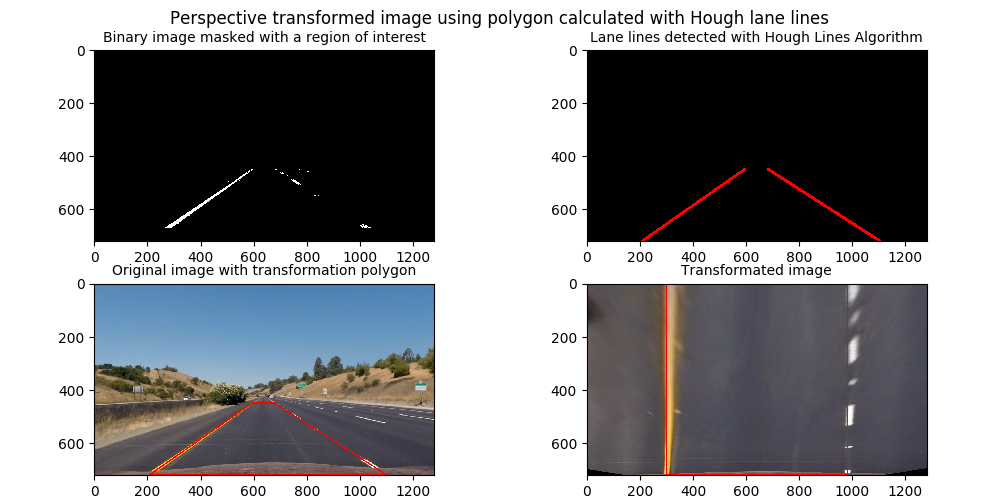 Perspective transformed image using polygon calculated with Hough lane lines
Binary image masked with a region of interest
0
200
400
600
0 200 400 600 800 1000 1200
Lane lines detected with Hough Lines Algorithm
0
200
400
600
0 200 400 600 800 1000 1200
Original image with transformation polygon
0
200
400
600
0 200 400 600 800 1000 1200
Transformated image
0
200
400
600
0 200 400 600 800 1000 1200